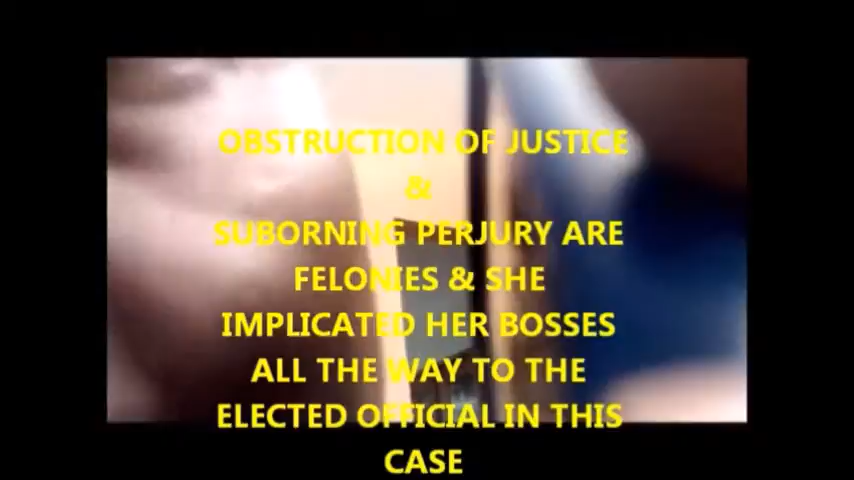 OBSTRUCTION OF JUSTICE
&
SUBORNING PERJURY ARE
FELONIES & SHE
IMPLICATED HER BOSSES
ALL THE WAY TO THE
ELECTED OFFICIAL IN THIS
CASE